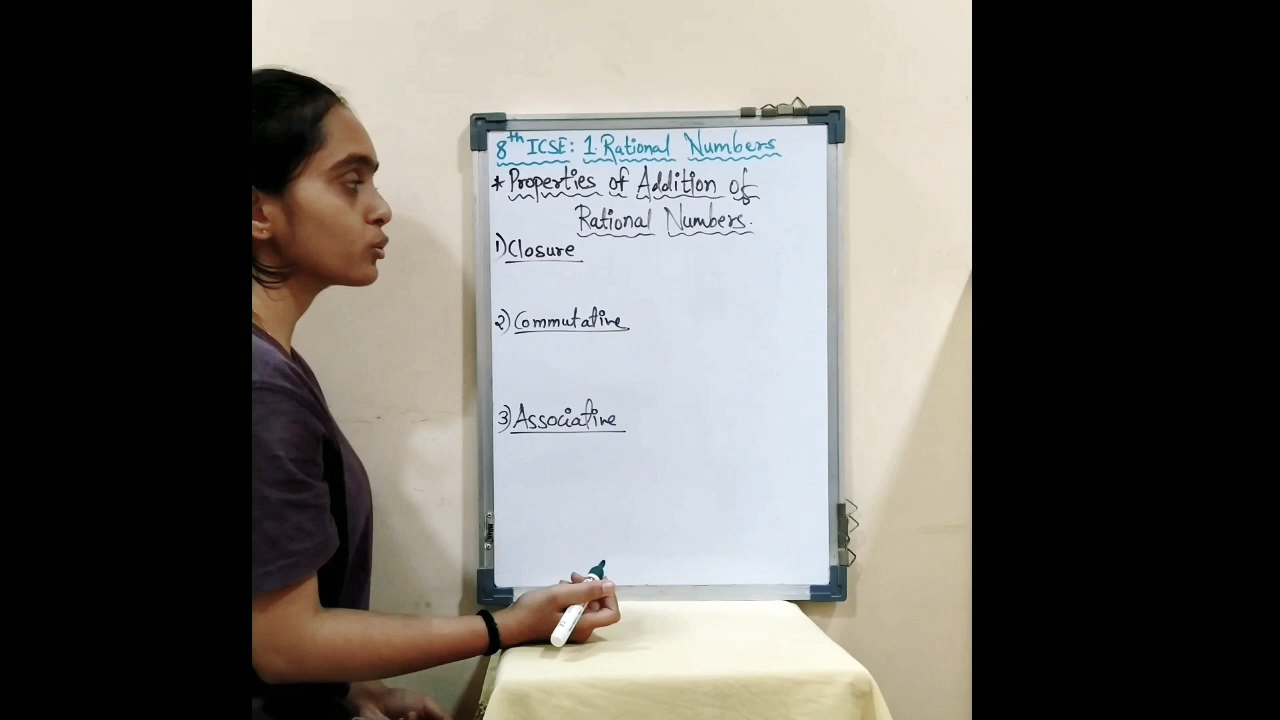 8th ICSE: 1. Rational Numbers
* Properties of Addition of
Rational Numbers.
1) Closure
2) Commutative
3) Associative